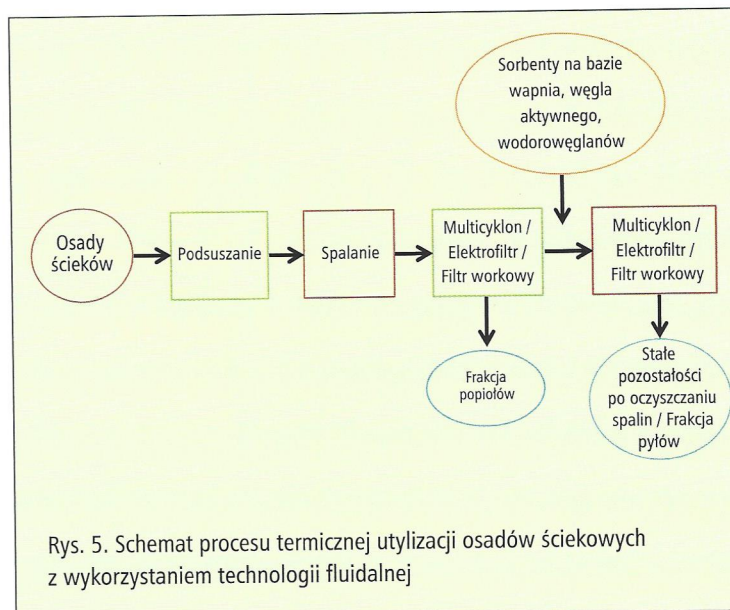 Sorbenty na bazie
wapnia, węgla
aktywnego,
wodorowęglanów
Osady
ścieków
Podsuszanie
Spalanie
Multicyklon /
Elektrofiltr /
Filtr workowy
Multicyklon /
Elektrofiltr /
Filtr workowy
Frakcja
popiołów
Stałe
pozostałości
po oczyszczaniu
spalin / Frakcja
pyłów
Rys. 5. Schemat procesu termicznej utylizacji osadów ściekowych
z wykorzystaniem technologii fluidalnej